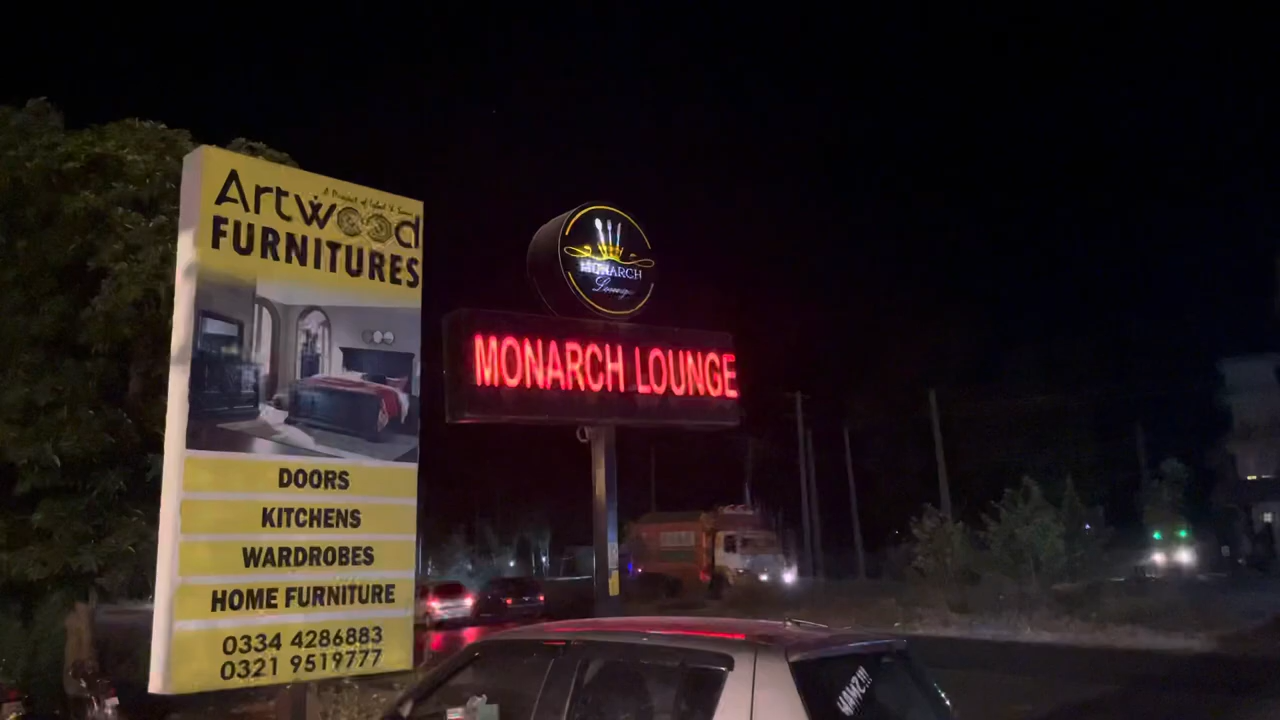 Artwood
FURNITURES
DOORS
KITCHENS
WARDROBES
HOME FURNITURE
0334 4286883
0321 9519777
MONARCH
Lounge
MONARCH LOUNGE